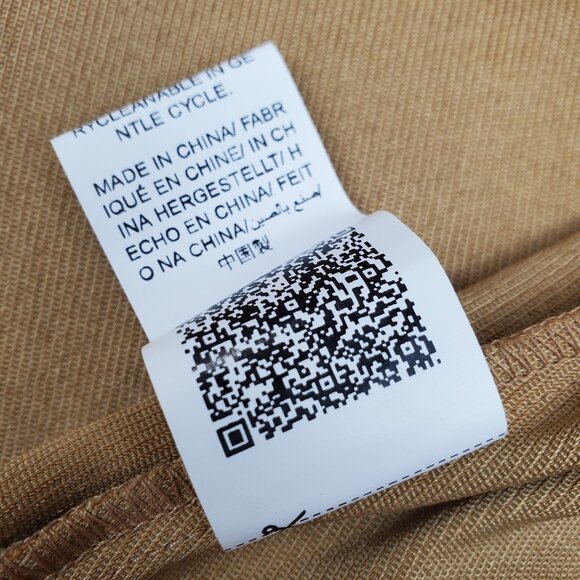 RYCLEANABLE IN GE
NTLE CYCLE.
MADE IN CHINA/ FABR
IQUÉ EN CHINE/ IN CH
INA HERGESTELLT/ H
ECHO EN CHINA/ FEIT
O NA CHINA/ صنع بالصين/
中国製